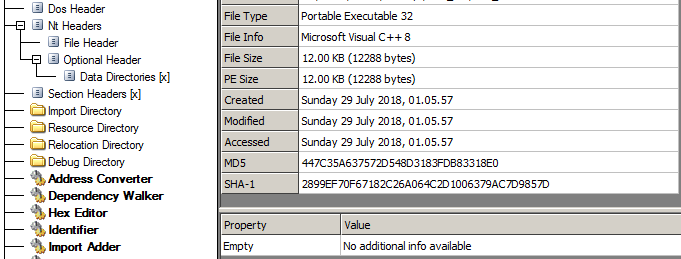 Dos Header
Nt Headers
File Header
Optional Header
Data Directories [x]
Section Headers [x]
Import Directory
Resource Directory
Relocation Directory
Debug Directory
Address Converter
Dependency Walker
Hex Editor
Identifier
Import Adder
File Type Portable Executable 32
File Info Microsoft Visual C++ 8
File Size 12.00 KB (12288 bytes)
PE Size 12.00 KB (12288 bytes)
Created Sunday 29 July 2018, 01.05.57
Modified Sunday 29 July 2018, 01.05.57
Accessed Sunday 29 July 2018, 01.05.57
MD5 447C35A637572D548D3183FDB83318E0
SHA-1 2899EF70F67182C26A064C2D1006379AC7D9857D
Property Value
Empty No additional info available